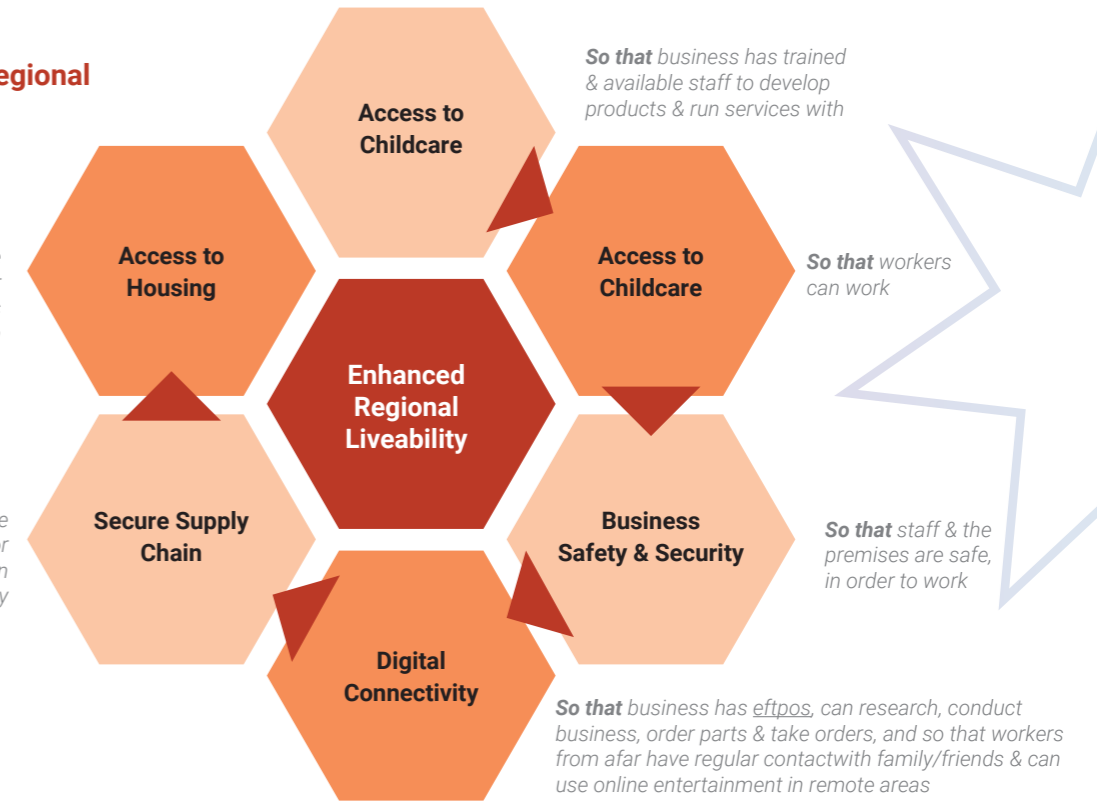 egional
Access to
Childcare
So that business has trained
& available staff to develop
products & run services with
Access to
Housing
Access to
Childcare
So that workers
can work
Enhanced
Regional
Liveability
Secure Supply
Chain
Business
Safety & Security
So that staff & the
premises are safe,
in order to work
Digital
Connectivity
So that business has eftpos, can research, conduct
business, order parts & take orders, and so that workers
from afar have regular contactwith family/friends & can
use online entertainment in remote areas